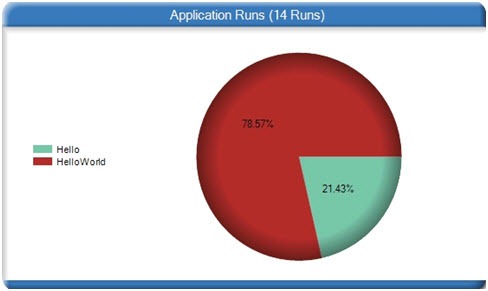 Application Runs (14 Runs)
78.57%
Hello
HelloWorld
21.43%